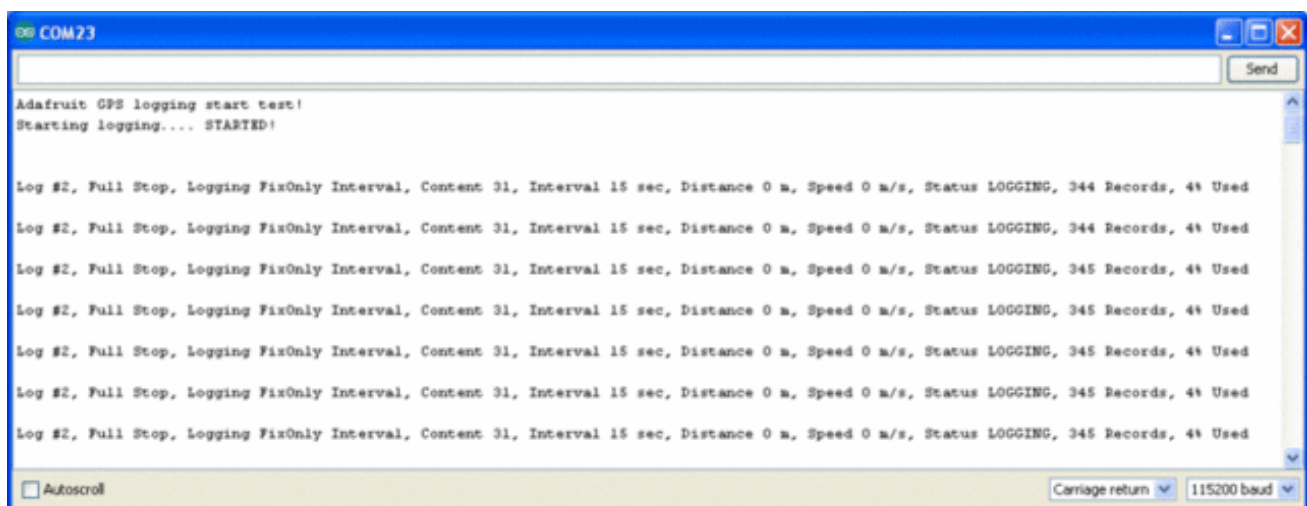 COM23
Send
Adafruit GPS logging start test!
Starting logging.... STARTED!
Log #2, Full Stop, Logging FixOnly Interval, Content 31, Interval 15 sec, Distance 0 m, Speed 0 m/s, Status LOGGING, 344 Records, 4% Used
Log #2, Full Stop, Logging FixOnly Interval, Content 31, Interval 15 sec, Distance 0 m, Speed 0 m/s, Status LOGGING, 344 Records, 4% Used
Log #2, Full Stop, Logging FixOnly Interval, Content 31, Interval 15 sec, Distance 0 m, Speed 0 m/s, Status LOGGING, 345 Records, 4% Used
Log #2, Full Stop, Logging FixOnly Interval, Content 31, Interval 15 sec, Distance 0 m, Speed 0 m/s, Status LOGGING, 345 Records, 4% Used
Log #2, Full Stop, Logging FixOnly Interval, Content 31, Interval 15 sec, Distance 0 m, Speed 0 m/s, Status LOGGING, 345 Records, 4% Used
Log #2, Full Stop, Logging FixOnly Interval, Content 31, Interval 15 sec, Distance 0 m, Speed 0 m/s, Status LOGGING, 345 Records, 4% Used
Log #2, Full Stop, Logging FixOnly Interval, Content 31, Interval 15 sec, Distance 0 m, Speed 0 m/s, Status LOGGING, 345 Records, 4% Used
Autoscroll
Carriage return
115200 baud